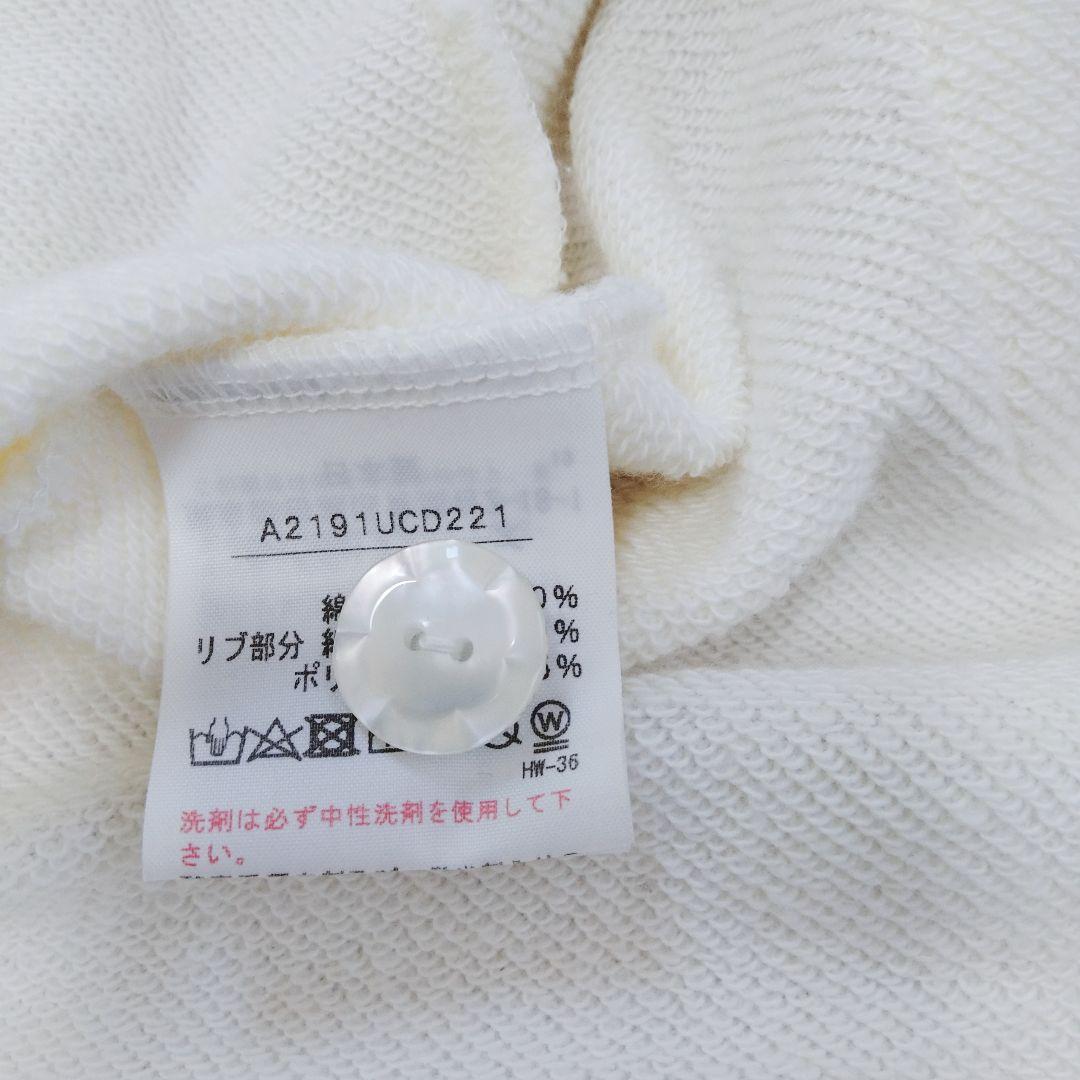 A2191UCD221
綿 0%
リブ部分 %
ポリ %
W
HW-36
洗剤は必ず中性洗剤を使用して下
さい。